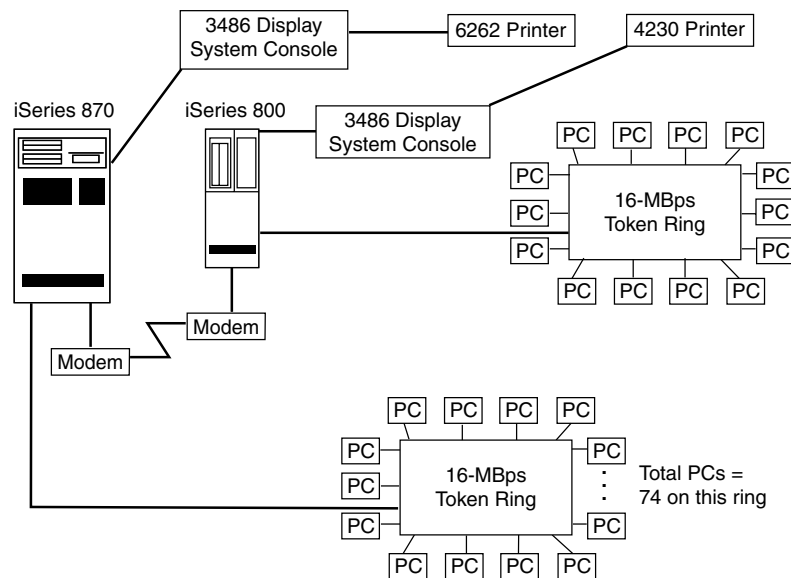 3486 Display
System Console
6262 Printer
4230 Printer
iSeries 870
iSeries 800
3486 Display
System Console
PC
PC
PC
PC
PC
PC
PC
PC
PC
PC
16-MBps
Token Ring
PC
PC
PC
PC
Modem
Modem
PC
PC
PC
PC
PC
PC
PC
PC
PC
16-MBps
Token Ring
Total PCs =
74 on this ring
PC
PC
PC
PC